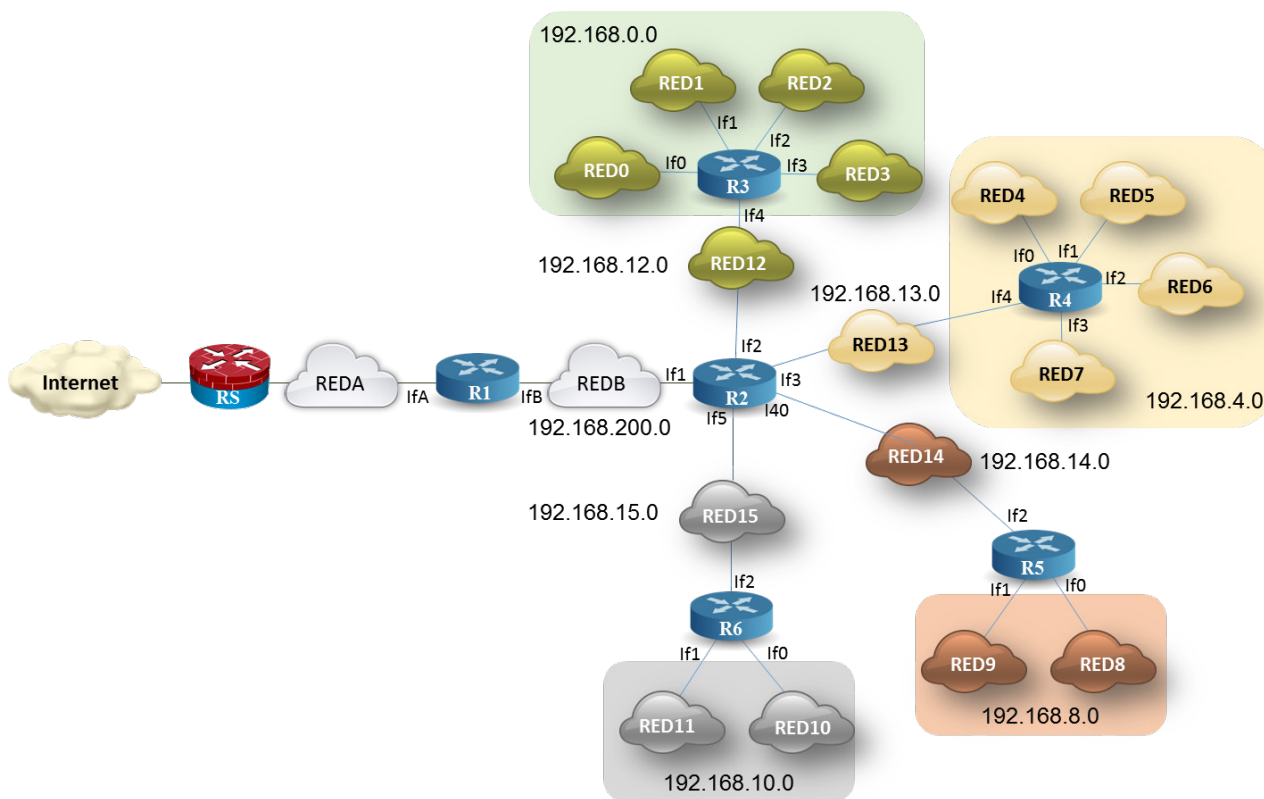 192.168.0.0
RED1
RED2
If1
If2
RED0
If0
If3
RED3
R3
If4
192.168.12.0
RED12
RED4
RED5
If0
If1
If2
RED6
If4
R4
If3
RED7
192.168.4.0
192.168.13.0
RED13
Internet
RS
REDA
IfA
R1
IfB
REDB
192.168.200.0
If1
If2
R2
If3
I40
If5
RED14
192.168.14.0
192.168.15.0
RED15
If2
R5
If1
If0
RED9
RED8
192.168.8.0
If2
R6
If1
If0
RED11
RED10
192.168.10.0